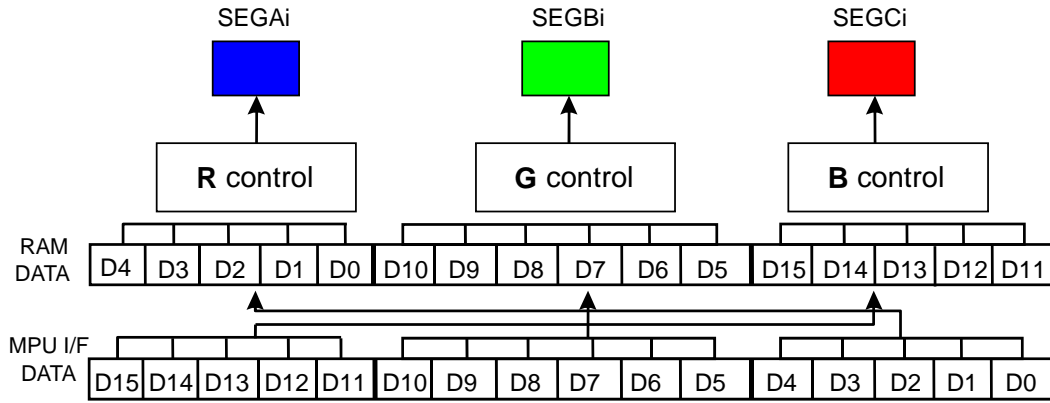 SEGAi SEGBi SEGCi
R control G control B control
RAM
DATA
D4 D3 D2 D1 D0 D10 D9 D8 D7 D6 D5 D15 D14 D13 D12 D11
MPU I/F
DATA
D15 D14 D13 D12 D11 D10 D9 D8 D7 D6 D5 D4 D3 D2 D1 D0